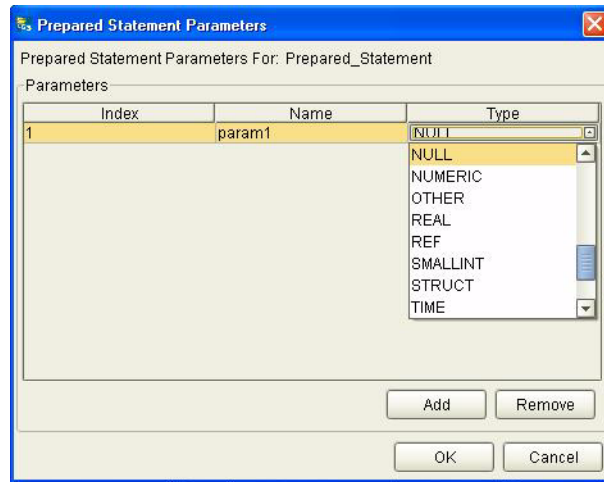 Prepared Statement Parameters
Prepared Statement Parameters For: Prepared_Statement
Parameters
Index Name Type
1 param1 NULL
NULL
NUMERIC
OTHER
REAL
REF
SMALLINT
STRUCT
TIME
Add Remove
OK Cancel